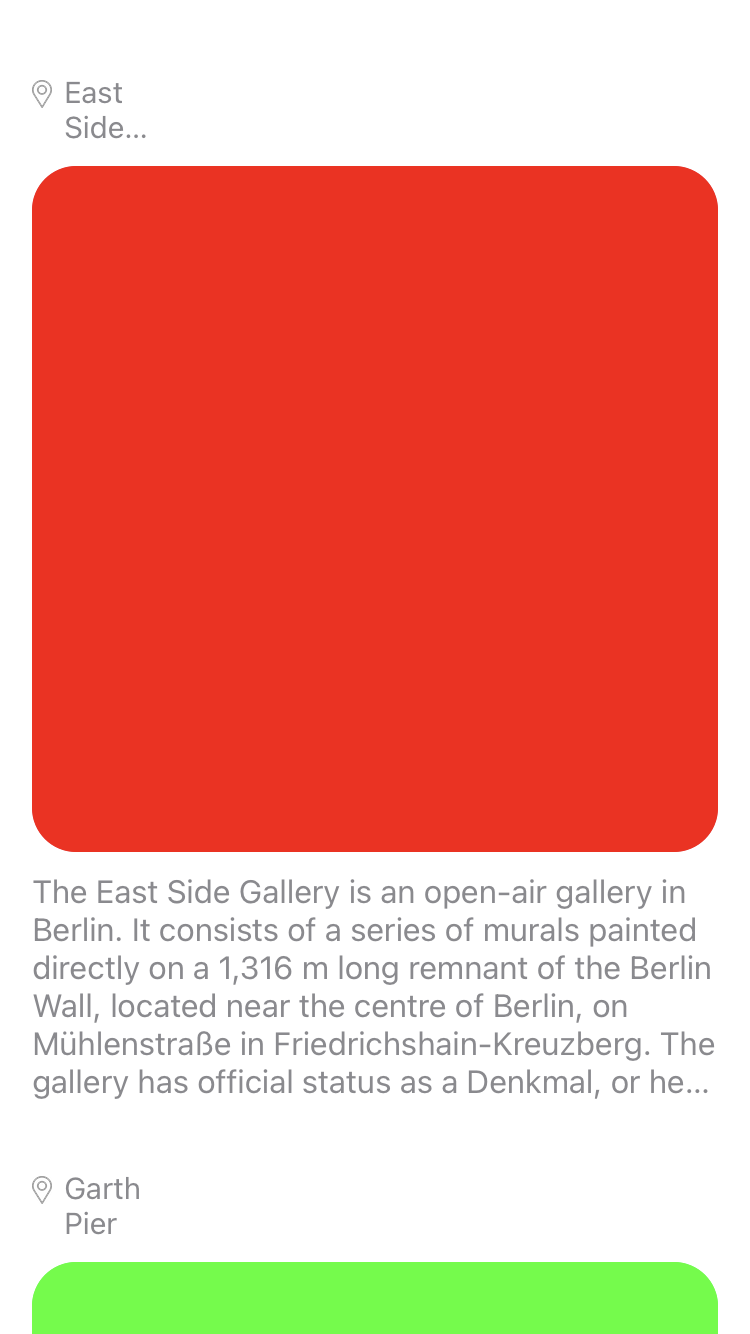 East
Side...
The East Side Gallery is an open-air gallery in
Berlin. It consists of a series of murals painted
directly on a 1,316 m long remnant of the Berlin
Wall, located near the centre of Berlin, on
Mühlenstraße in Friedrichshain-Kreuzberg. The
gallery has official status as a Denkmal, or he...
Garth
Pier